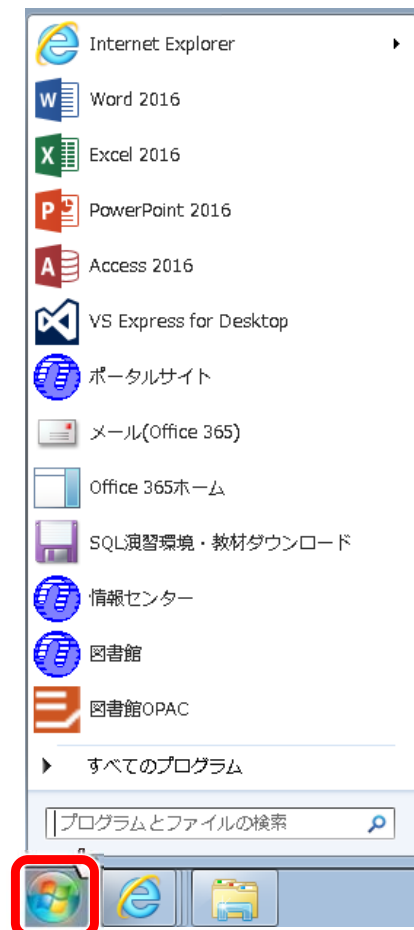 Internet Explorer
Word 2016
Excel 2016
PowerPoint 2016
Access 2016
VS Express for Desktop
ポータルサイト
メール(Office 365)
Office 365ホーム
SQL演習環境・教材ダウンロード
情報センター
図書館
図書館OPAC
すべてのプログラム
プログラムとファイルの検索